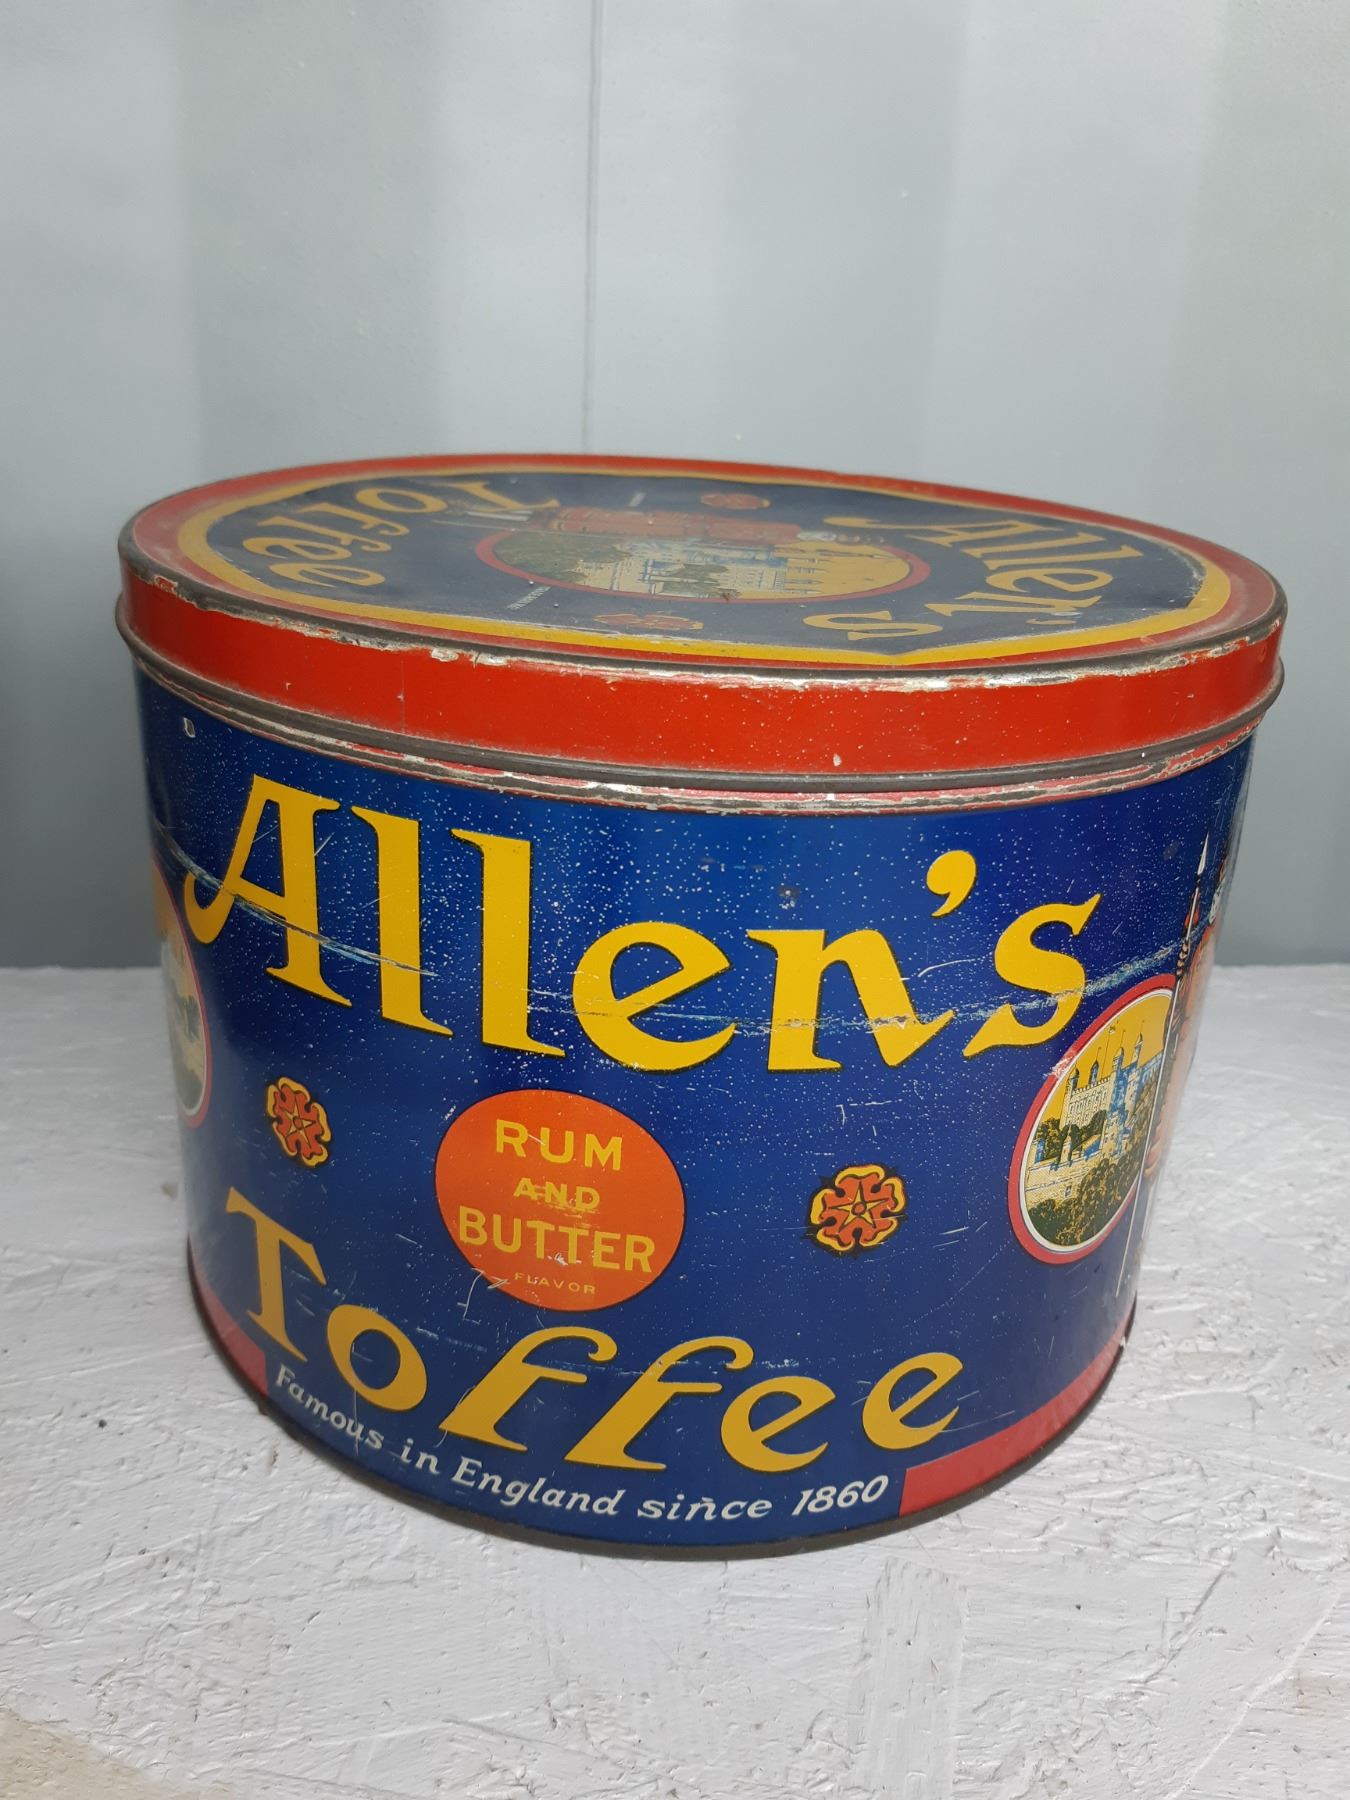 Allen's
Toffee
Allen's
RUM
AND
BUTTER
FLAVOR
Toffee
Famous in England since 1860